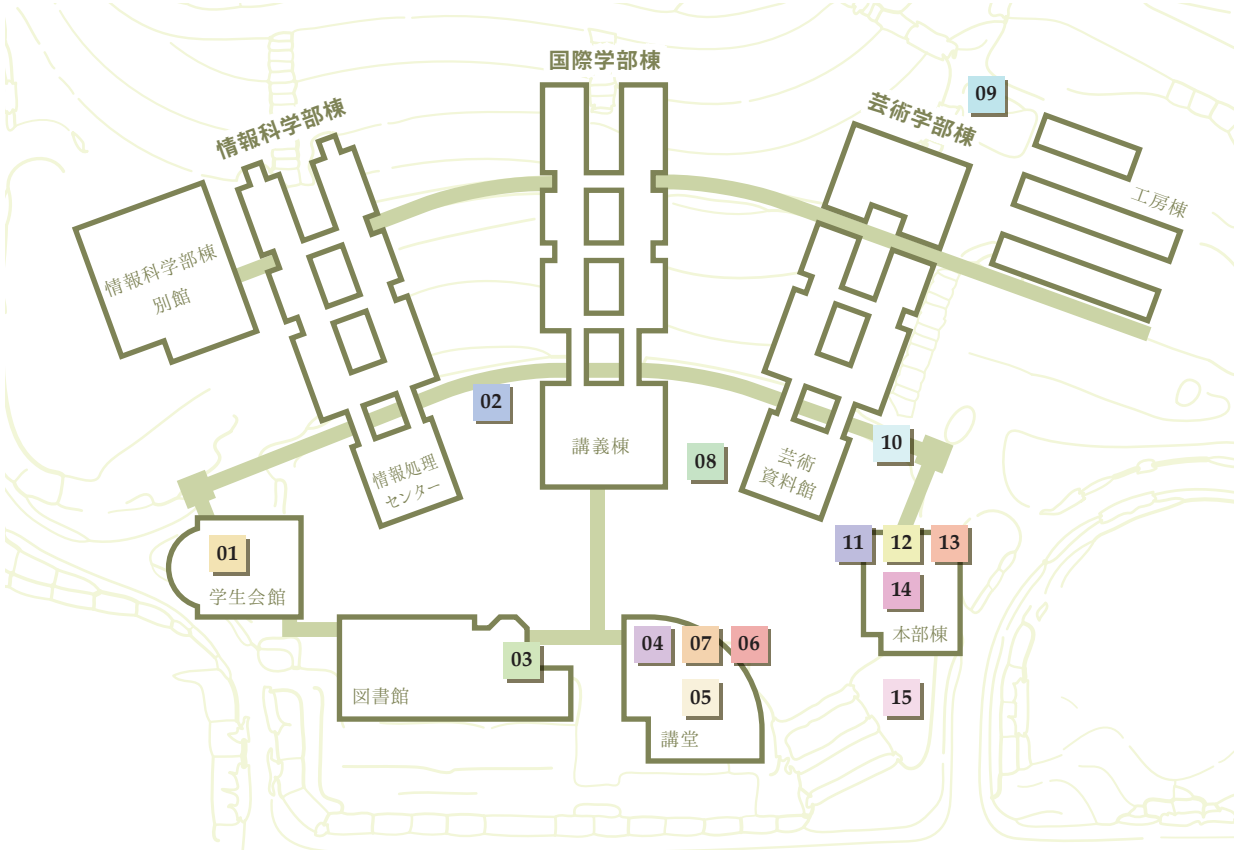 国際学部棟
情報科学部棟
芸術学部棟
09
工房棟
情報科学部棟
別館
02
講義棟
10
08
芸術
資料館
情報処理
センター
01
学生会館
11
12
13
14
本部棟
03
図書館
04
07
06
05
講堂
15